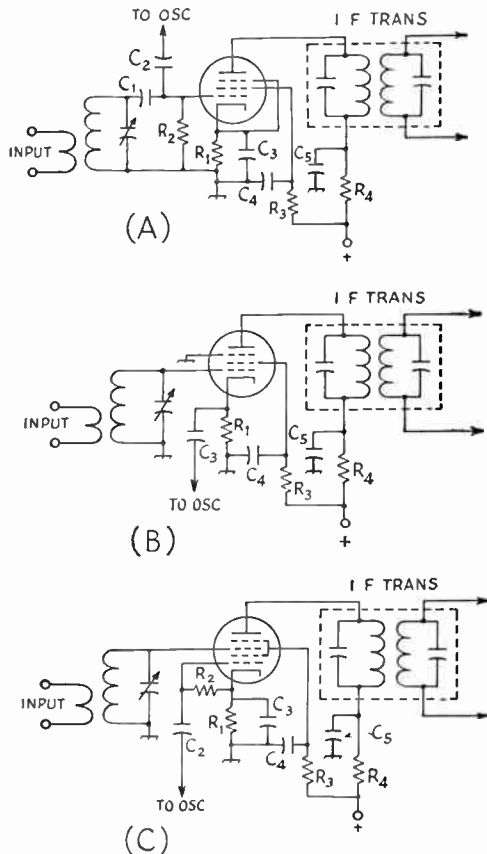 TO OSC
I F TRANS
C2
C1
R2
R1
C3
C5
INPUT
C4
R3
R4
+
(A)
I F TRANS
INPUT
R1
C3
C4
C5
R3
R4
TO OSC
+
(B)
I F TRANS
INPUT
R2
R1
C3
C2
C4
C5
R3
R4
TO OSC
+
(C)